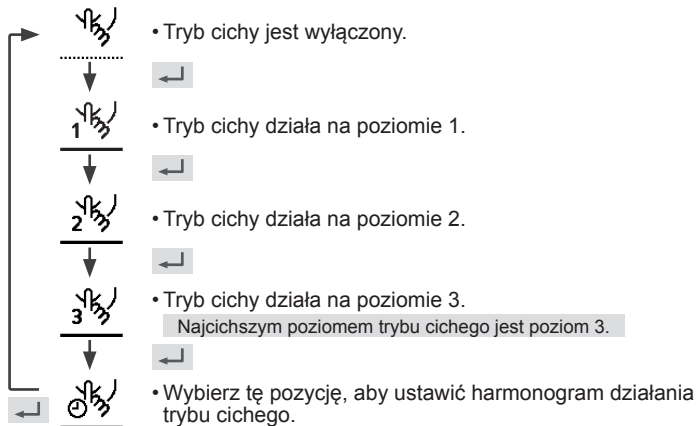 • Tryb cichy jest wyłączony.
1
• Tryb cichy działa na poziomie 1.
2
• Tryb cichy działa na poziomie 2.
3
• Tryb cichy działa na poziomie 3.
Najcichszym poziomem trybu cichego jest poziom 3.
• Wybierz tę pozycję, aby ustawić harmonogram działania
trybu cichego.